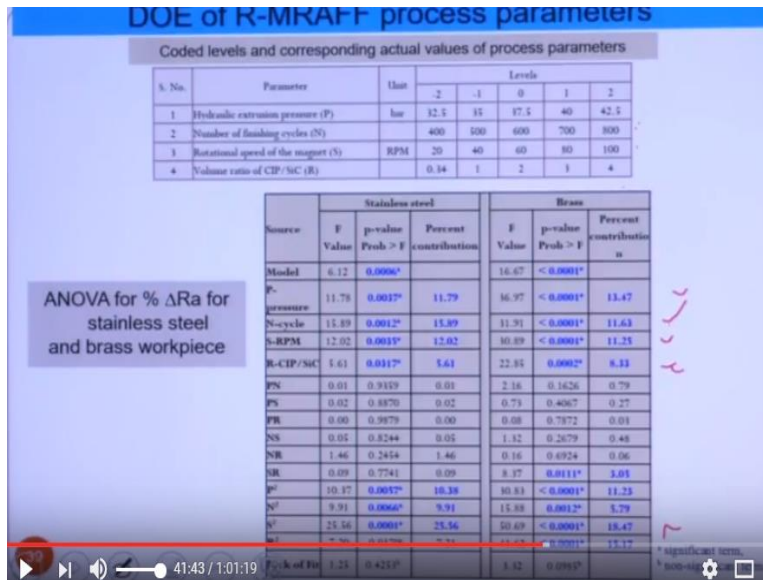 DOE of R-MRAFF process parameters
Coded levels and corresponding actual values of process parameters
S. No. Parameter Unit Levels
-2 -1 0 1 2
1 Hydraulic extrusion pressure (P) bar 32.5 35 37.5 40 42.5
2 Number of finishing cycles (N) 400 500 600 700 800
3 Rotational speed of the magnet (S) RPM 20 40 60 80 100
4 Volume ratio of CIP/SiC (R) 0.34 1 2 3 4
Stainless steel Brass
Source F Value p-value Prob > F Percent contribution F Value p-value Prob > F Percent contributio n
Model 6.12 0.0006* 16.67 < 0.0001*
P-pressure 11.78 0.0037* 11.79 36.97 < 0.0001* 13.47
N-cycle 15.89 0.0012* 15.89 31.91 < 0.0001* 11.63
S-RPM 12.02 0.0035* 12.02 30.89 < 0.0001* 11.25
R-CIP/SiC 5.61 0.0317* 5.61 22.85 0.0002* 8.33
PN 0.01 0.9359 0.01 2.16 0.1626 0.79
PS 0.02 0.8870 0.02 0.73 0.4067 0.27
PR 0.00 0.9879 0.00 0.08 0.7872 0.03
NS 0.05 0.8244 0.05 1.32 0.2679 0.48
NR 1.46 0.2454 1.46 0.16 0.6924 0.06
SR 0.09 0.7741 0.09 8.37 0.0111* 3.05
P² 10.37 0.0057* 10.38 30.83 < 0.0001* 11.23
N² 9.91 0.0066* 9.91 15.88 0.0012* 5.79
S² 25.56 0.0001* 25.56 50.69 < 0.0001* 18.47
0.0001* 15.17
of Fit 1.25 0.4253 3.32
ANOVA for % ΔRa for
stainless steel
and brass workpiece
* significant term,
39
41:43 / 1:01:19